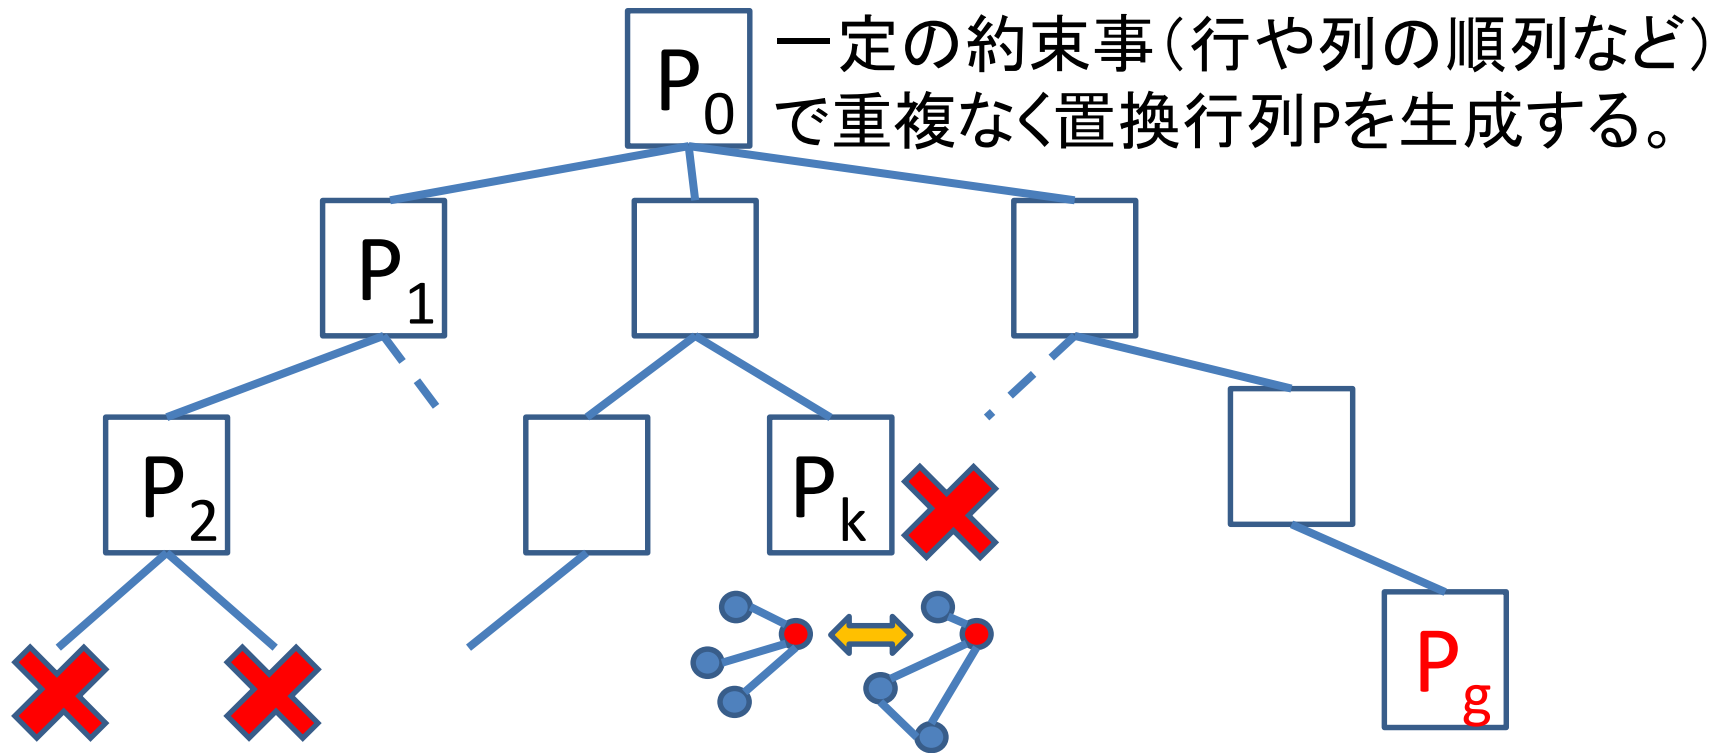 P0
一定の約束事(行や列の順列など)
で重複なく置換行列Pを生成する。
P1
P2
Pk
Pg